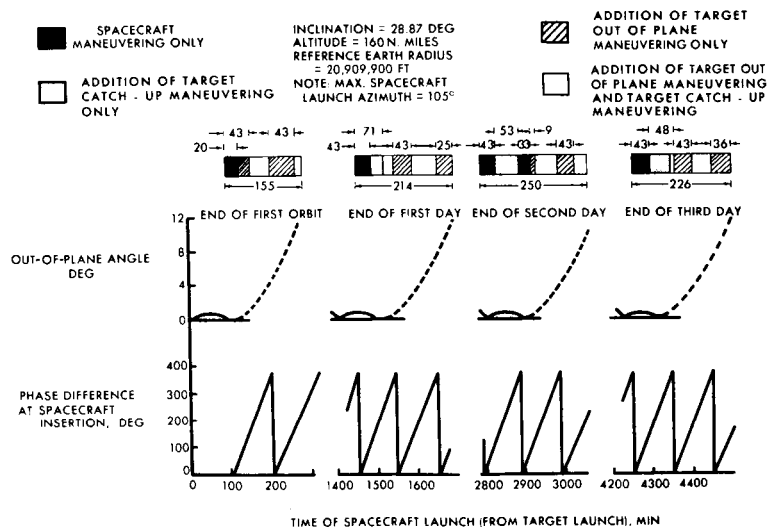 SPACECRAFT
MANEUVERING ONLY
ADDITION OF TARGET
CATCH - UP MANEUVERING
ONLY
INCLINATION = 28.87 DEG
ALTITUDE = 160 N. MILES
REFERENCE EARTH RADIUS
= 20,909,900 FT
NOTE: MAX. SPACECRAFT
LAUNCH AZIMUTH = 105°
ADDITION OF TARGET
OUT OF PLANE
MANEUVERING ONLY
ADDITION OF TARGET OUT
OF PLANE MANEUVERING
AND TARGET CATCH - UP
MANEUVERING
43 43
20
155
71
43 43 25
214
53 9
43 33 43
250
48
43 43 36
226
END OF FIRST ORBIT
END OF FIRST DAY
END OF SECOND DAY
END OF THIRD DAY
OUT-OF-PLANE ANGLE
DEG
12
8
4
0
PHASE DIFFERENCE
AT SPACECRAFT
INSERTION, DEG
400
300
200
100
0
0 100 200
1400 1500 1600
2800 2900 3000
4200 4300 4400
TIME OF SPACECRAFT LAUNCH (FROM TARGET LAUNCH), MIN